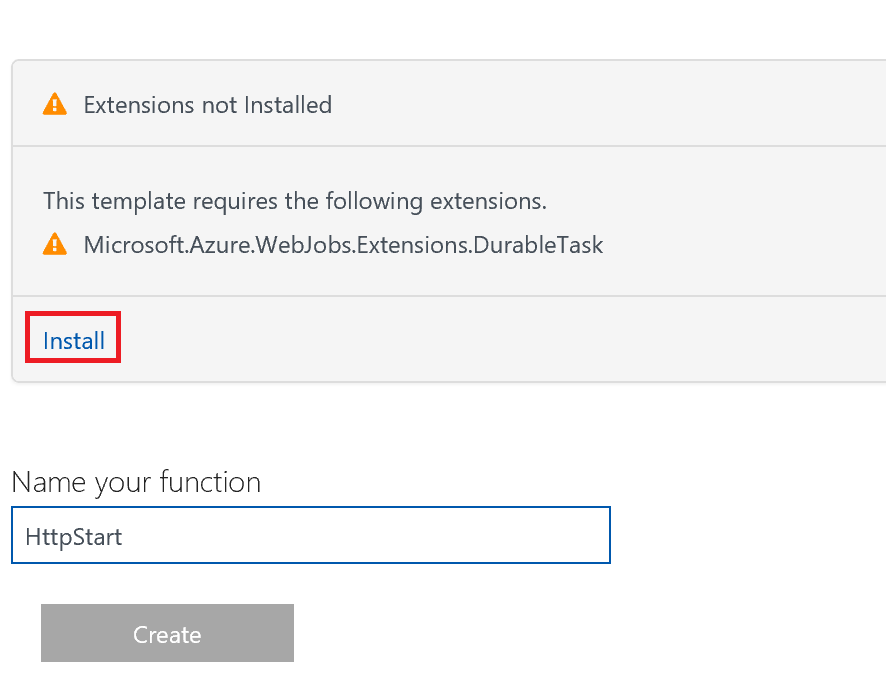 Extensions not Installed
This template requires the following extensions.
Microsoft.Azure.WebJobs.Extensions.DurableTask
Install
Name your function
HttpStart
Create